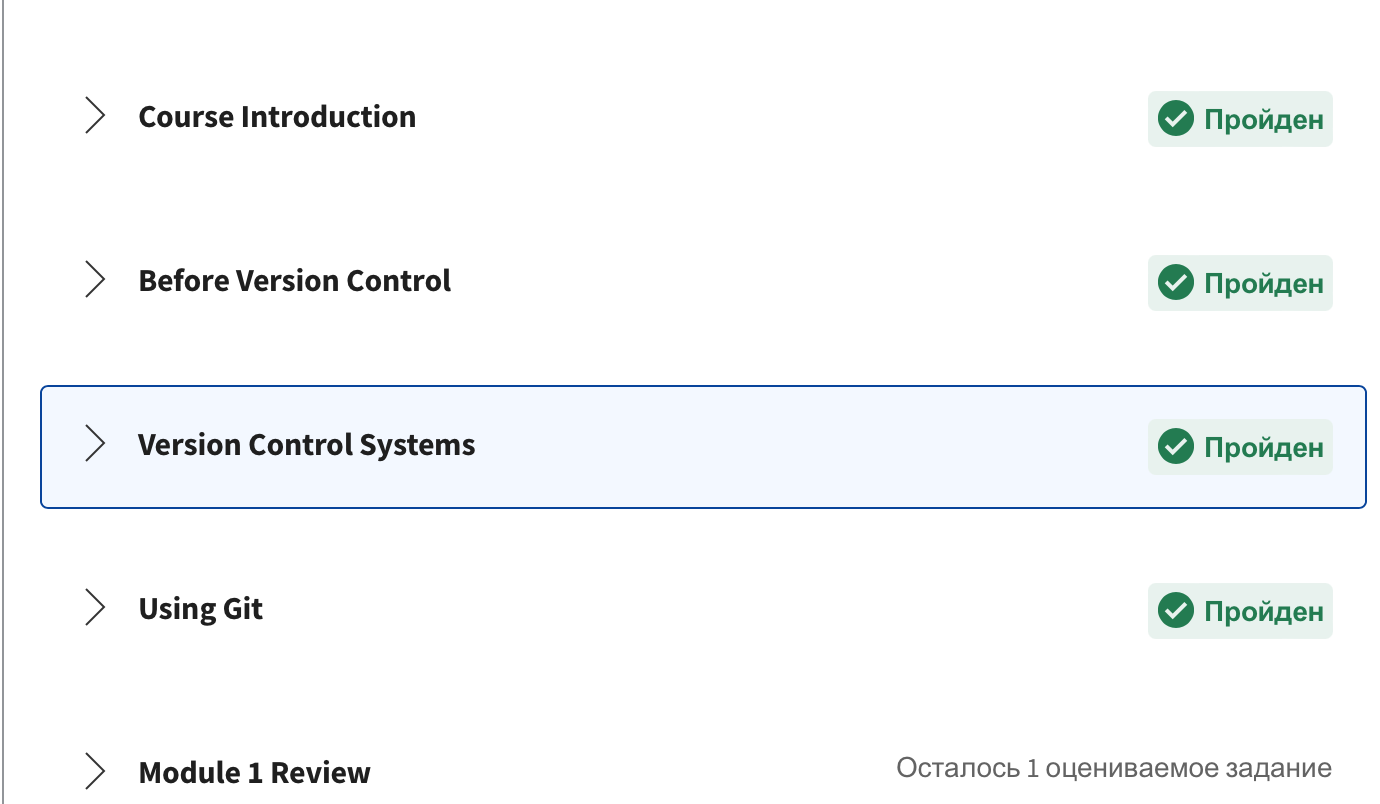 Course Introduction
Пройден
Before Version Control
Пройден
Version Control Systems
Пройден
Using Git
Пройден
Module 1 Review
Осталось 1 оцениваемое задание